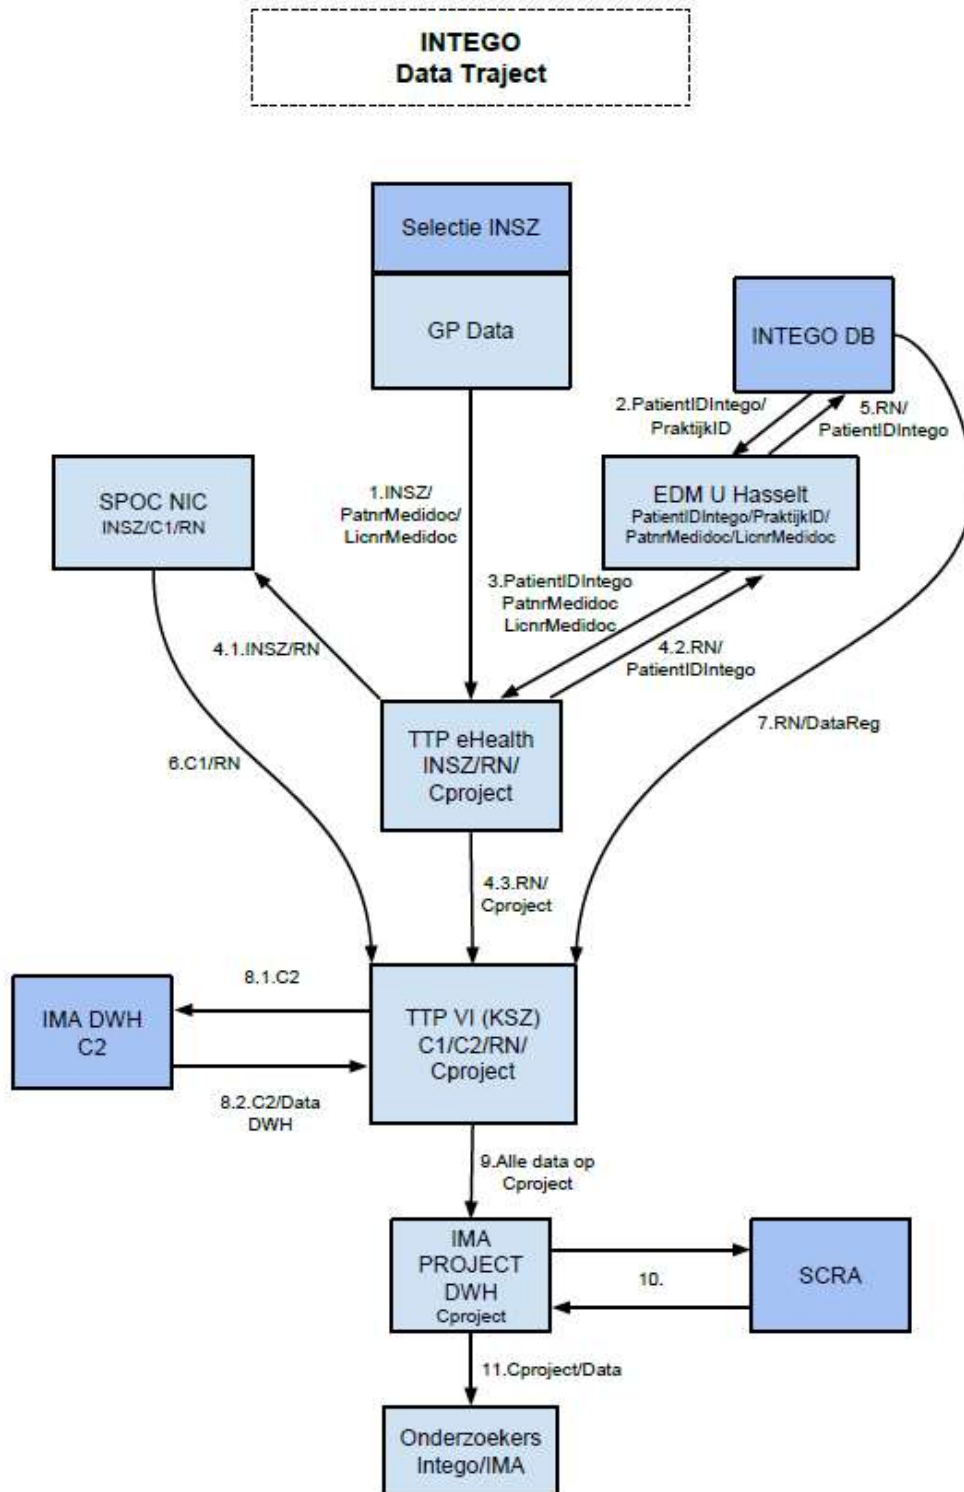 INTEGO
Data Traject
Selectie INSZ
GP Data
INTEGO DB
2.PatientIDIntego/
PraktijkID
5.RN/
PatientIDIntego
SPOC NIC
INSZ/C1/RN
1.INSZ/
PatnrMedidoc/
LicnrMedidoc
EDM U Hasselt
PatientIDIntego/PraktijkID/
PatnrMedidoc/LicnrMedidoc
3.PatientIDIntego
PatnrMedidoc
LicnrMedidoc
4.1.INSZ/RN
4.2.RN/
PatientIDIntego
TTP eHealth
INSZ/RN/
Cproject
7.RN/DataReg
6.C1/RN
4.3.RN/
Cproject
8.1.C2
IMA DWH
C2
TTP VI (KSZ)
C1/C2/RN/
Cproject
8.2.C2/Data
DWH
9.Alle data op
Cproject
IMA
PROJECT
DWH
Cproject
10.
SCRA
11.Cproject/Data
Onderzoekers
Intego/IMA